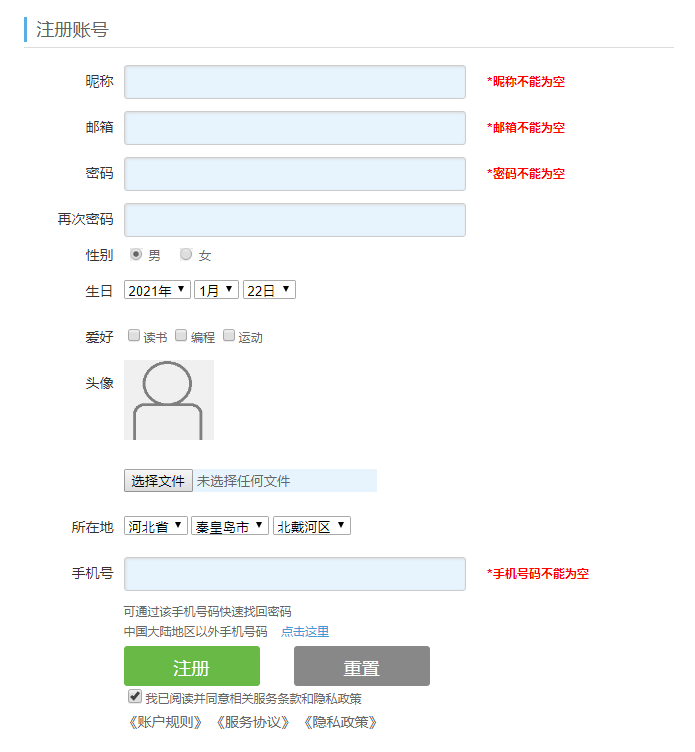 注册账号
昵称 *昵称不能为空
邮箱 *邮箱不能为空
密码 *密码不能为空
再次密码
性别 男 女
生日 2021年 1月 22日
爱好 读书 编程 运动
头像
选择文件 未选择任何文件
所在地 河北省 秦皇岛市 北戴河区
手机号 *手机号码不能为空
可通过该手机号码快速找回密码
中国大陆地区以外手机号码 点击这里
注册 重置
我已阅读并同意相关服务条款和隐私政策
《账户规则》《服务协议》《隐私政策》